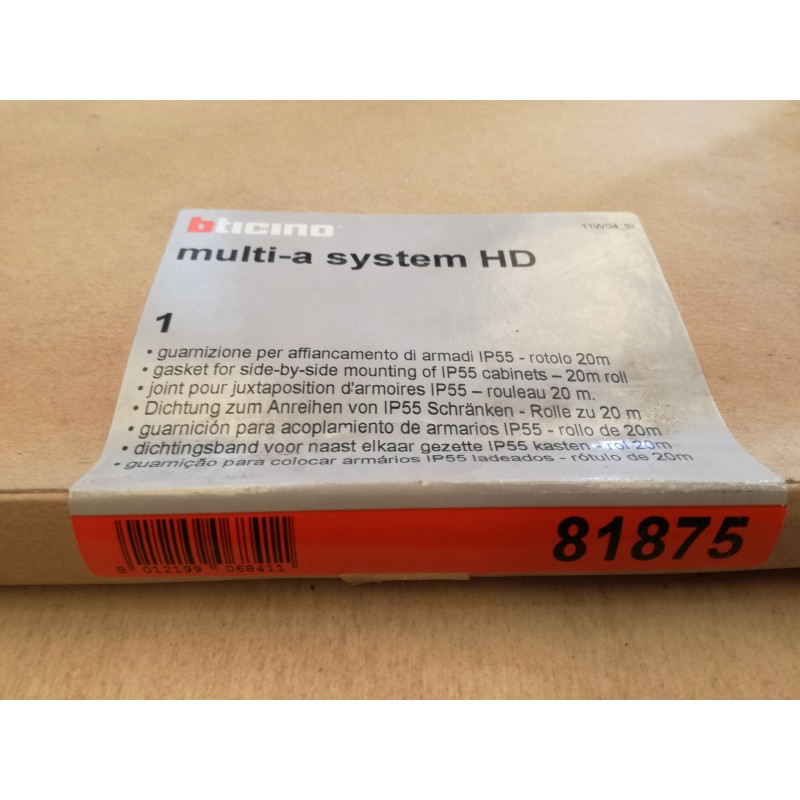 bticino
11W04_SI
multi-a system HD
1
• guarnizione per affiancamento di armadi IP55 - rotolo 20m
• gasket for side-by-side mounting of IP55 cabinets – 20m roll
• joint pour juxtaposition d'armoires IP55 – rouleau 20 m.
• Dichtung zum Anreihen von IP55 Schränken - Rolle zu 20 m
• guarnición para acoplamiento de armarios IP55 - rollo de 20m
• dichtingsband voor naast elkaar gezette IP55 kasten - rol 20m
• guarnição para colocar armários IP55 ladeados - rótulo de 20m
81875
8 012199 068411